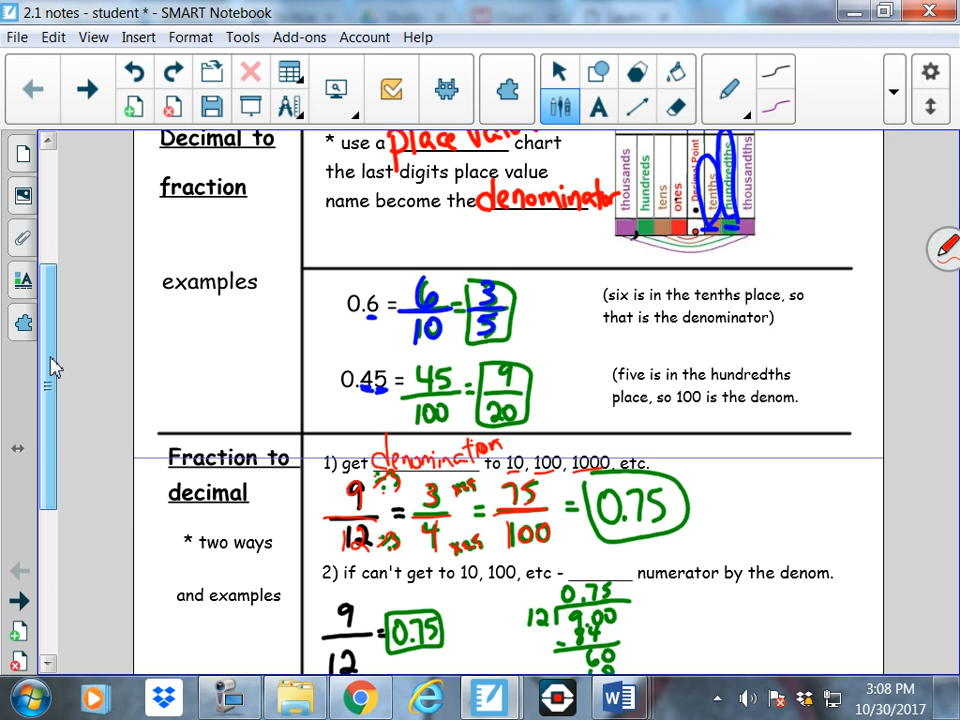 2.1 notes - student * - SMART Notebook
File Edit View Insert Format Tools Add-ons Account Help
Decimal to
fraction
* use a place value chart
the last digits place value
name become the denominator
thousands
hundreds
tens
ones
Decimal Point
tenths
hundredths
thousandths
examples
0.6 = 6/10 = 3/5
(six is in the tenths place, so
that is the denominator)
0.45 = 45/100 = 9/20
(five is in the hundredths
place, so 100 is the denom.
Fraction to
decimal
* two ways
and examples
1) get denomination to 10, 100, 1000, etc.
9/12 ÷3/÷3 = 3/4 ×25/×25 = 75/100 = 0.75
2) if can't get to 10, 100, etc - ______ numerator by the denom.
9/12 = 0.75
0.75
12 9.00
- 84
60
3:08 PM
10/30/2017